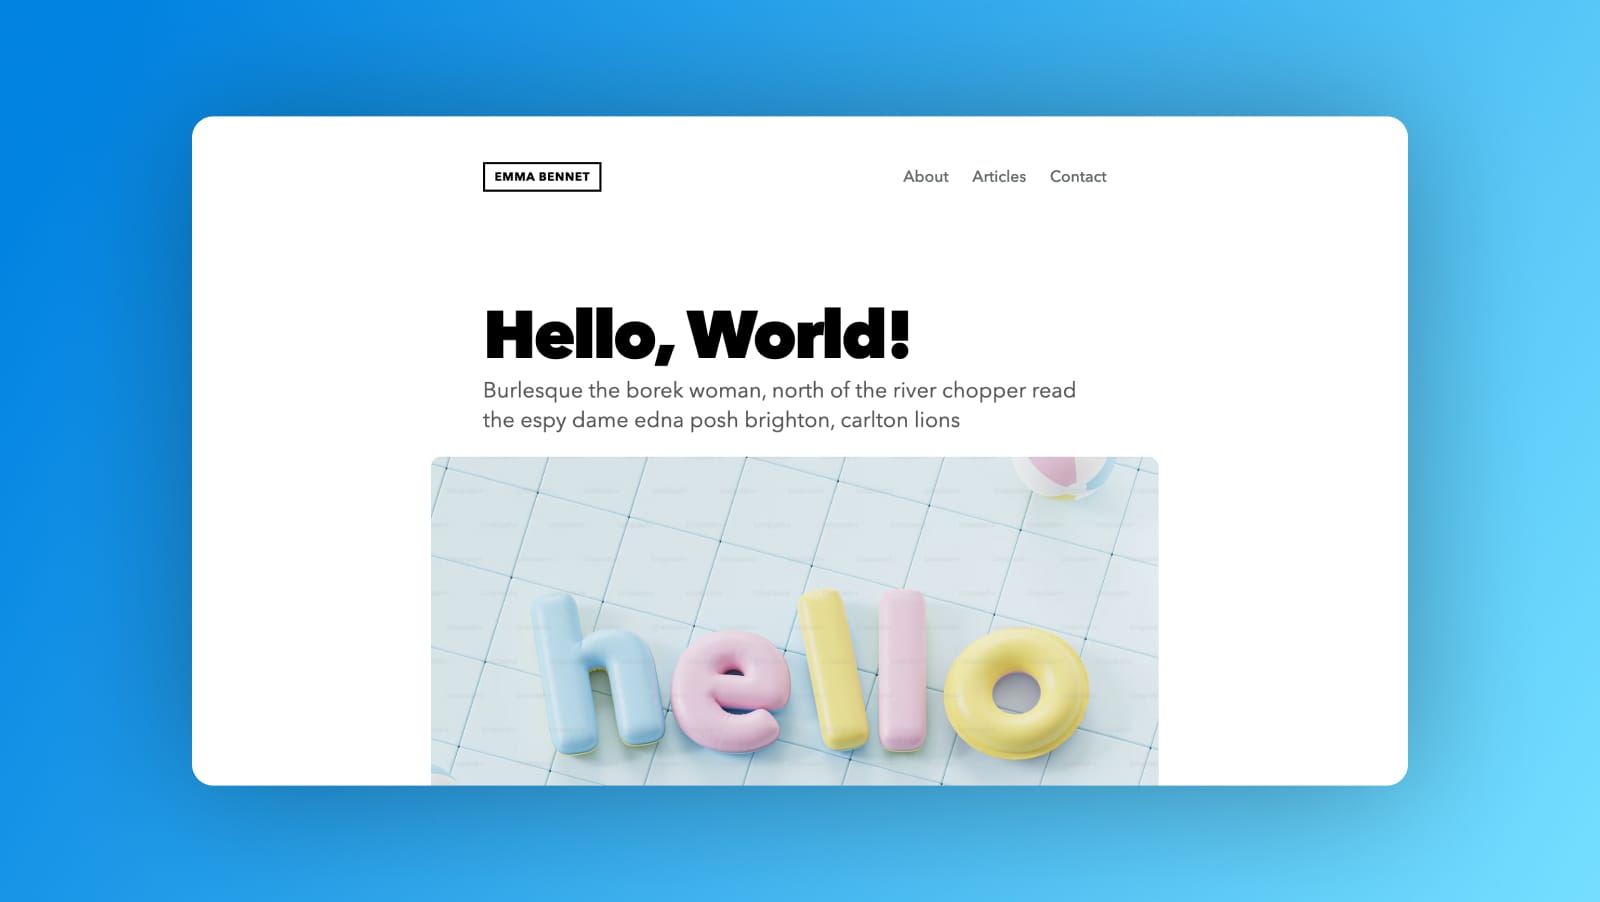 EMMA BENNET
About Articles Contact
Hello, World!
Burlesque the borek woman, north of the river chopper read
the espy dame edna posh brighton, carlton lions
hello